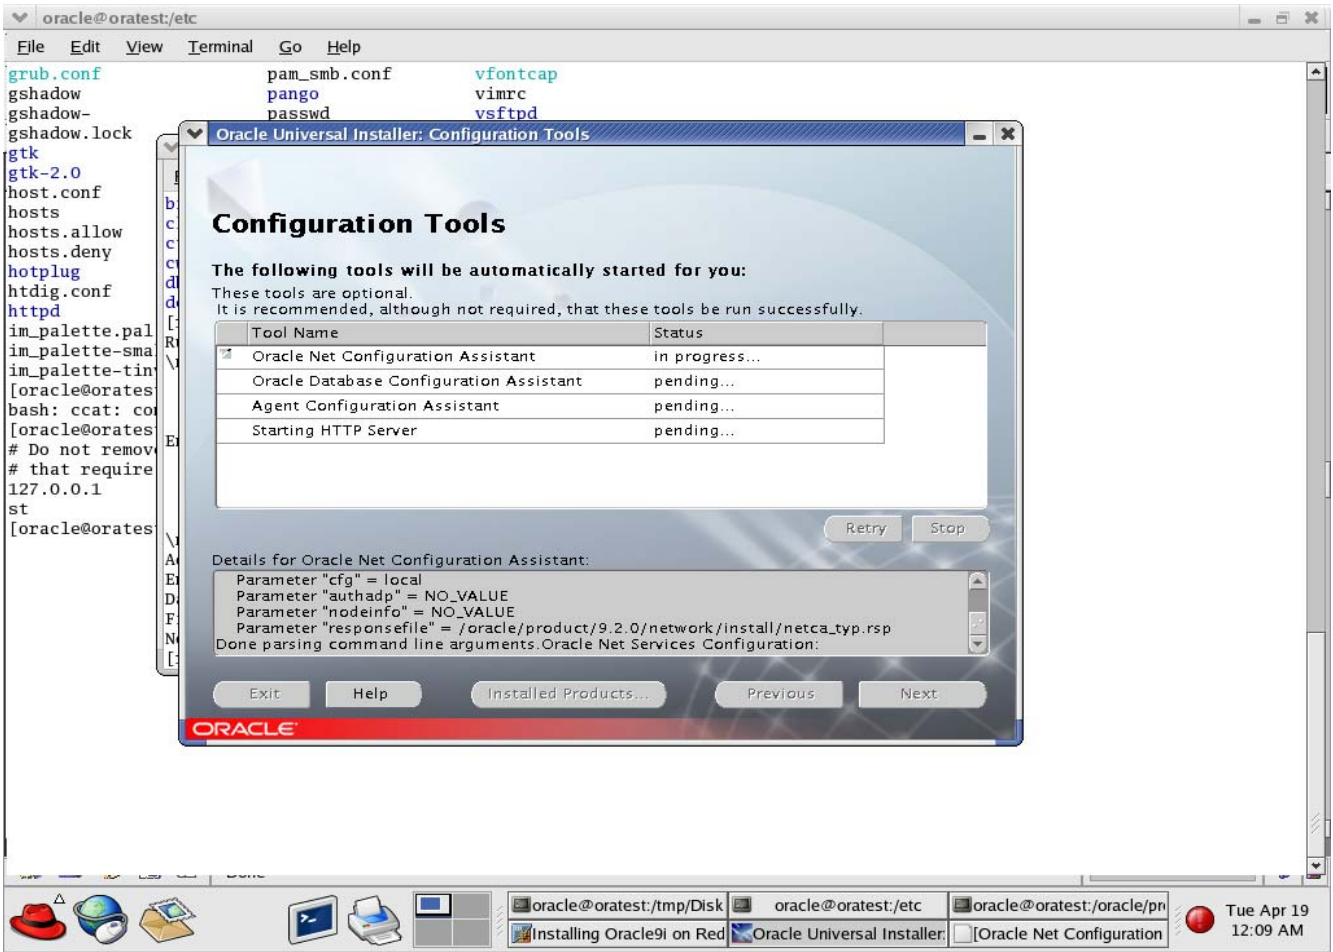 oracle@oratest:/etc
File Edit View Terminal Go Help
grub.conf pam_smb.conf vfontcap
gshadow pango vimrc
gshadow- passwd vsftpd
gshadow.lock
gtk
gtk-2.0
host.conf
hosts
hosts.allow
hosts.deny
hotplug
htdig.conf
httpd
im_palette.pal
im_palette-sma
im_palette-tin
[oracle@orates
bash: ccat: co
[oracle@orates
# Do not remov
# that require
127.0.0.1
st
[oracle@orates
Oracle Universal Installer: Configuration Tools
Configuration Tools
The following tools will be automatically started for you:
These tools are optional.
It is recommended, although not required, that these tools be run successfully.
Tool Name Status
Oracle Net Configuration Assistant in progress...
Oracle Database Configuration Assistant pending...
Agent Configuration Assistant pending...
Starting HTTP Server pending...
Retry Stop
Details for Oracle Net Configuration Assistant:
Parameter "cfg" = local
Parameter "authadp" = NO_VALUE
Parameter "nodeinfo" = NO_VALUE
Parameter "responsefile" = /oracle/product/9.2.0/network/install/netca_typ.rsp
Done parsing command line arguments.Oracle Net Services Configuration:
Exit Help Installed Products... Previous Next
ORACLE
oracle@oratest:/tmp/Disk oracle@oratest:/etc oracle@oratest:/oracle/pr
Installing Oracle9i on Red Oracle Universal Installer: [Oracle Net Configuration
Tue Apr 19
12:09 AM